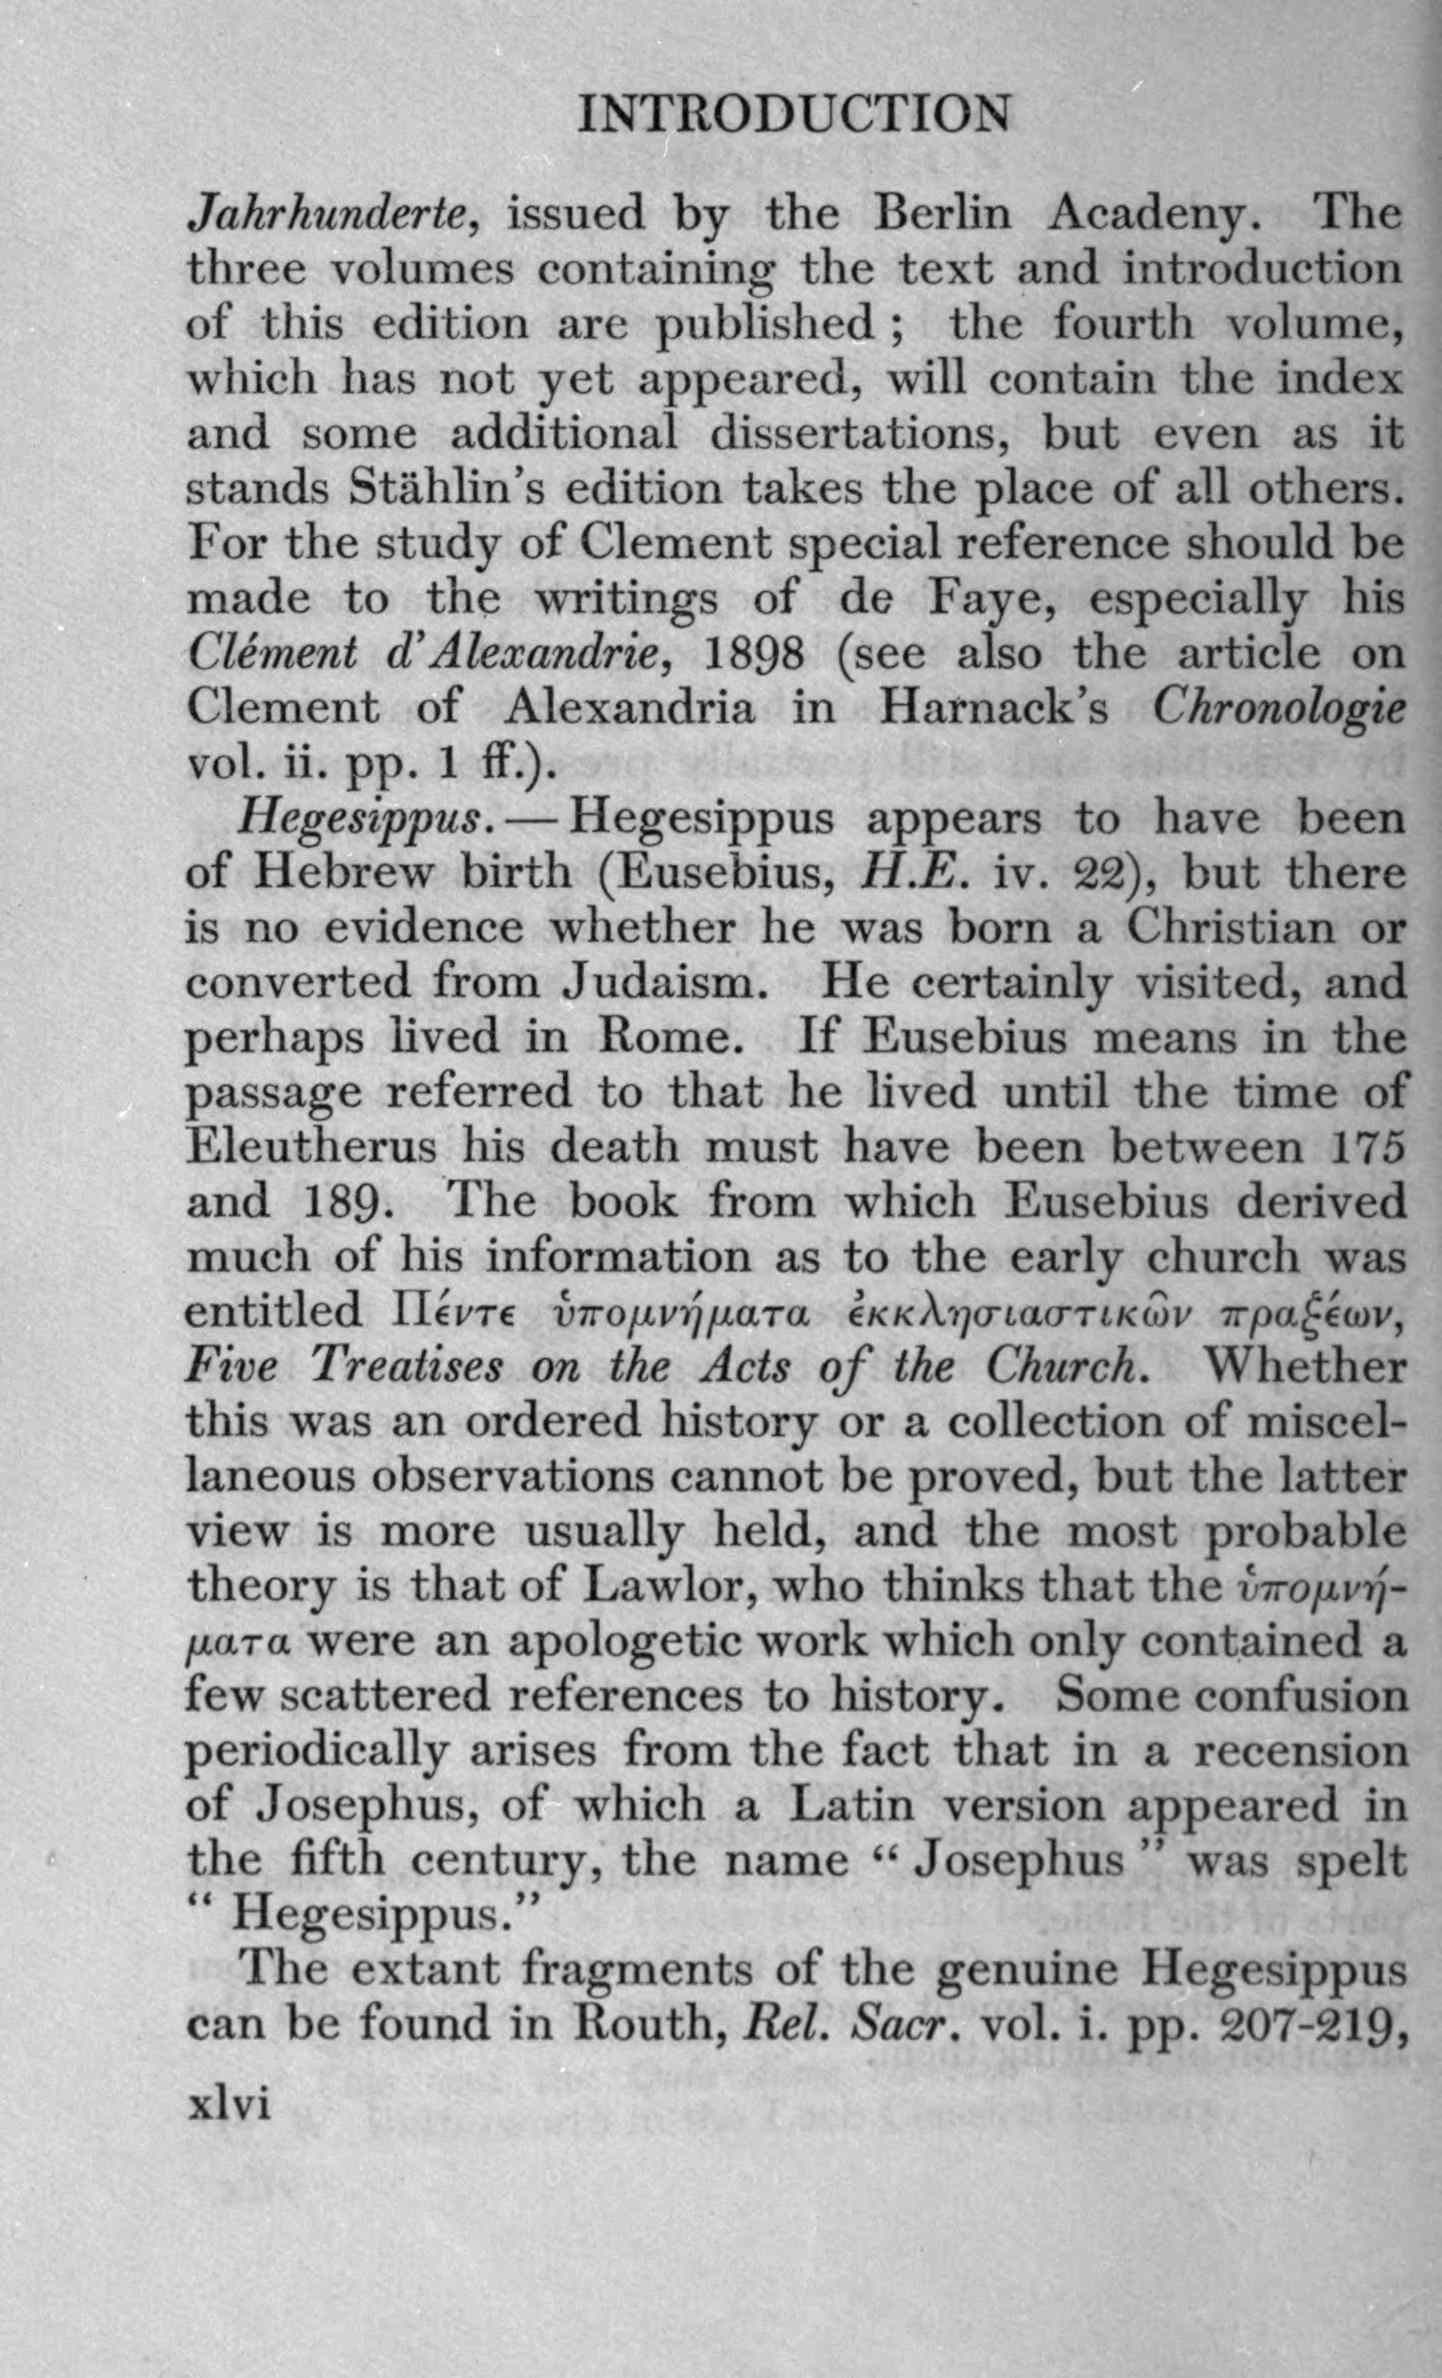 INTRODUCTION
Jahrhunderte, issued by the Berlin Acadeny. The
three volumes containing the text and introduction
of this edition are published ; the fourth volume,
which has not yet appeared, will contain the index
and some additional dissertations, but even as it
stands Stählin's edition takes the place of all others.
For the study of Clement special reference should be
made to the writings of de Faye, especially his
Clément d'Alexandrie, 1898 (see also the article on
Clement of Alexandria in Harnack's Chronologie
vol. ii. pp. 1 ff.).
Hegesippus.—Hegesippus appears to have been
of Hebrew birth (Eusebius, H.E. iv. 22), but there
is no evidence whether he was born a Christian or
converted from Judaism. He certainly visited, and
perhaps lived in Rome. If Eusebius means in the
passage referred to that he lived until the time of
Eleutherus his death must have been between 175
and 189. The book from which Eusebius derived
much of his information as to the early church was
entitled Πέντε ὑπομνήματα ἐκκλησιαστικῶν πραξέων,
Five Treatises on the Acts of the Church. Whether
this was an ordered history or a collection of miscel-
laneous observations cannot be proved, but the latter
view is more usually held, and the most probable
theory is that of Lawlor, who thinks that the ὑπομνή-
ματα were an apologetic work which only contained a
few scattered references to history. Some confusion
periodically arises from the fact that in a recension
of Josephus, of which a Latin version appeared in
the fifth century, the name “ Josephus ” was spelt
“ Hegesippus.”
The extant fragments of the genuine Hegesippus
can be found in Routh, Rel. Sacr. vol. i. pp. 207-219,
xlvi